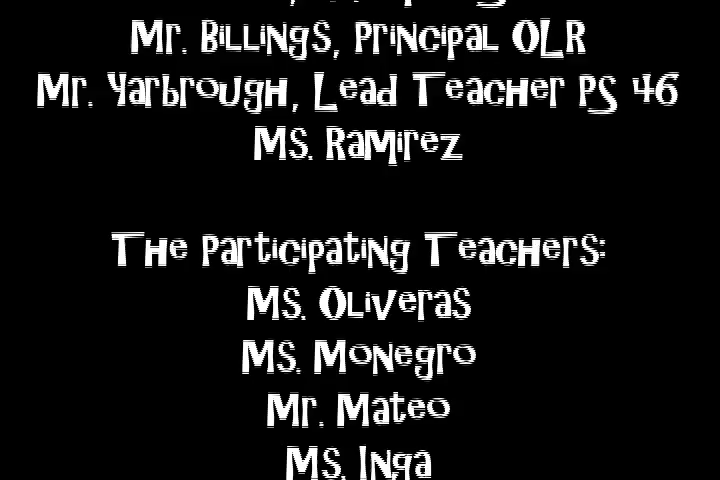 Mr. Billings, Principal OLR
Mr. Yarbrough, Lead Teacher PS 46
Ms. Ramirez
The Participating Teachers:
Ms. Oliveras
Ms. Monegro
Mr. Mateo
Ms. Inga